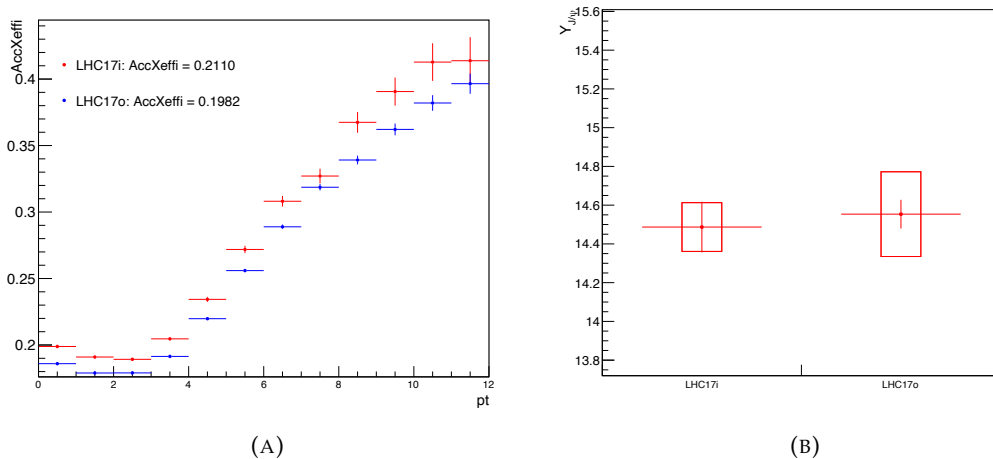 AccXeffi
0.4
0.35
0.3
0.25
0.2
LHC17i: AccXeffi = 0.2110
LHC17o: AccXeffi = 0.1982
0 2 4 6 8 10 12
pt
(A)
Y_{J/ψ}
15.6
15.4
15.2
15
14.8
14.6
14.4
14.2
14
13.8
LHC17i LHC17o
(B)